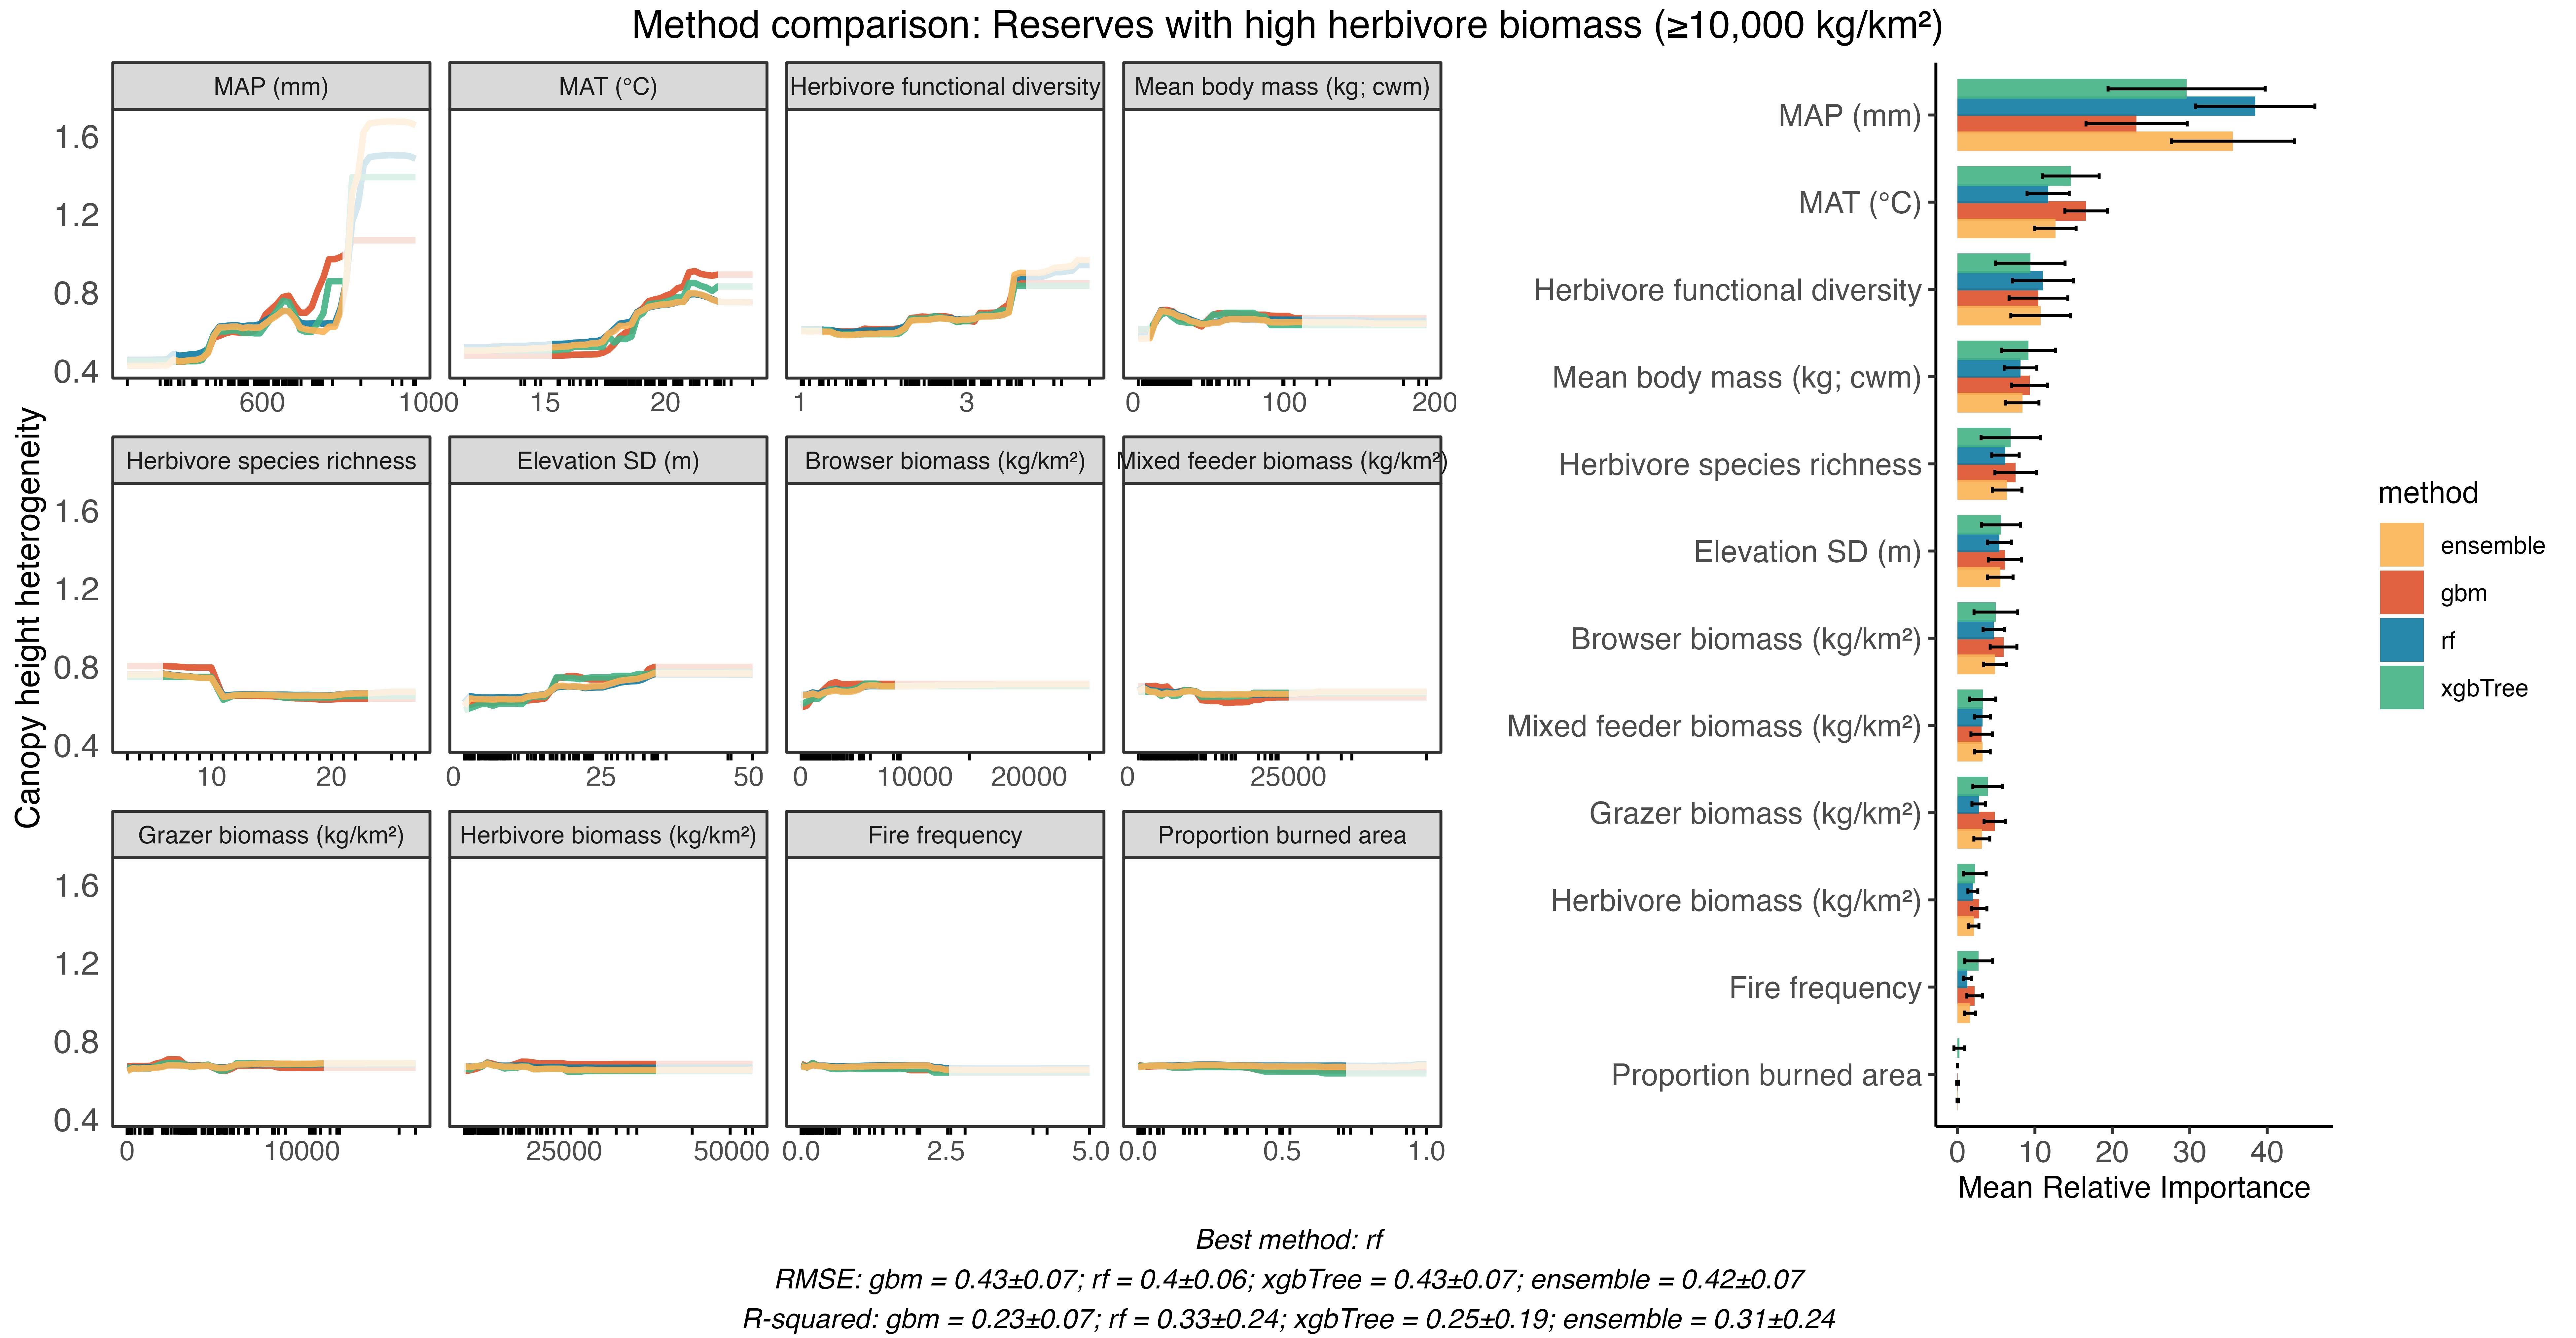 Method comparison: Reserves with high herbivore biomass (≥10,000 kg/km²)
Canopy height heterogeneity
MAP (mm)
MAT (°C)
Herbivore functional diversity
Mean body mass (kg; cwm)
1.6
1.2
0.8
0.4
600 1000
15 20
1 3
0 100 200
Herbivore species richness
Elevation SD (m)
Browser biomass (kg/km²)
Mixed feeder biomass (kg/km²)
1.6
1.2
0.8
0.4
10 20
0 25 50
0 10000 20000
0 25000
Grazer biomass (kg/km²)
Herbivore biomass (kg/km²)
Fire frequency
Proportion burned area
1.6
1.2
0.8
0.4
0 10000
25000 50000
0.0 2.5 5.0
0.0 0.5 1.0
MAP (mm)
MAT (°C)
Herbivore functional diversity
Mean body mass (kg; cwm)
Herbivore species richness
Elevation SD (m)
Browser biomass (kg/km²)
Mixed feeder biomass (kg/km²)
Grazer biomass (kg/km²)
Herbivore biomass (kg/km²)
Fire frequency
Proportion burned area
0 10 20 30 40
Mean Relative Importance
method
ensemble
gbm
rf
xgbTree
Best method: rf
RMSE: gbm = 0.43±0.07; rf = 0.4±0.06; xgbTree = 0.43±0.07; ensemble = 0.42±0.07
R-squared: gbm = 0.23±0.07; rf = 0.33±0.24; xgbTree = 0.25±0.19; ensemble = 0.31±0.24